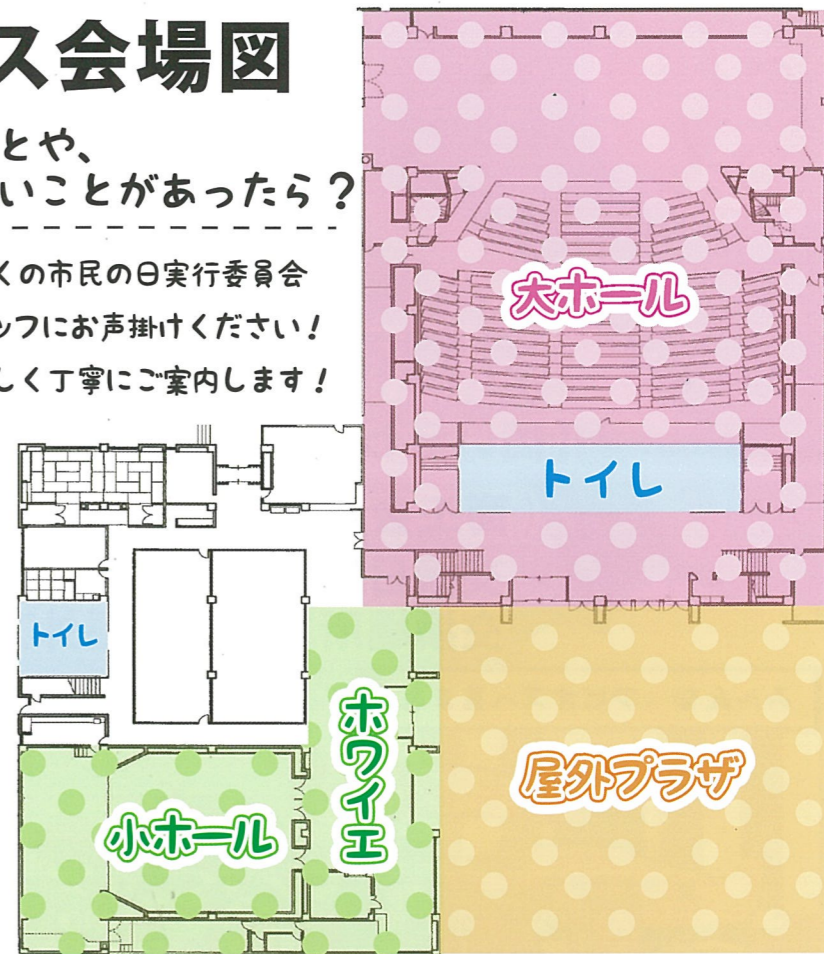 ス会場図
とや、
いことがあったら？
くの市民の日実行委員会
ッフにお声掛けください！
しく丁寧にご案内します！
大ホール
トイレ
トイレ
ホワイエ
屋外プラザ
小ホール